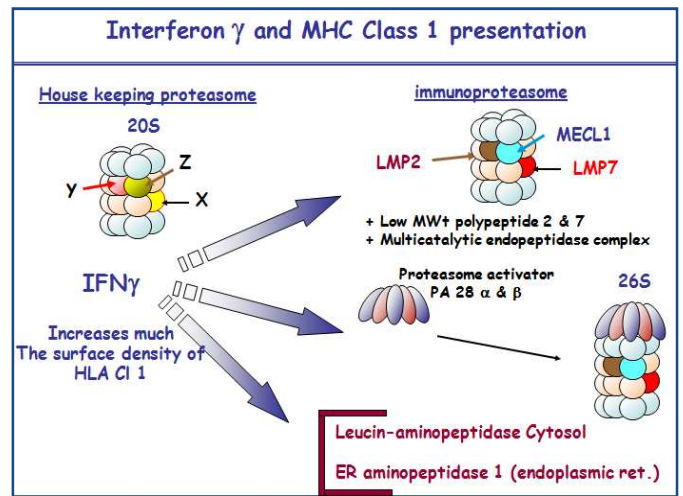 Interferon γ and MHC Class 1 presentation
House keeping proteasome
20S
Z
Y
X
immunoproteasome
MECL1
LMP2
LMP7
+ Low MWt polypeptide 2 & 7
+ Multicatalytic endopeptidase complex
IFNγ
Increases much
The surface density of
HLA Cl 1
Proteasome activator
PA 28 α & β
26S
Leucin-aminopeptidase Cytosol
ER aminopeptidase 1 (endoplasmic ret.)